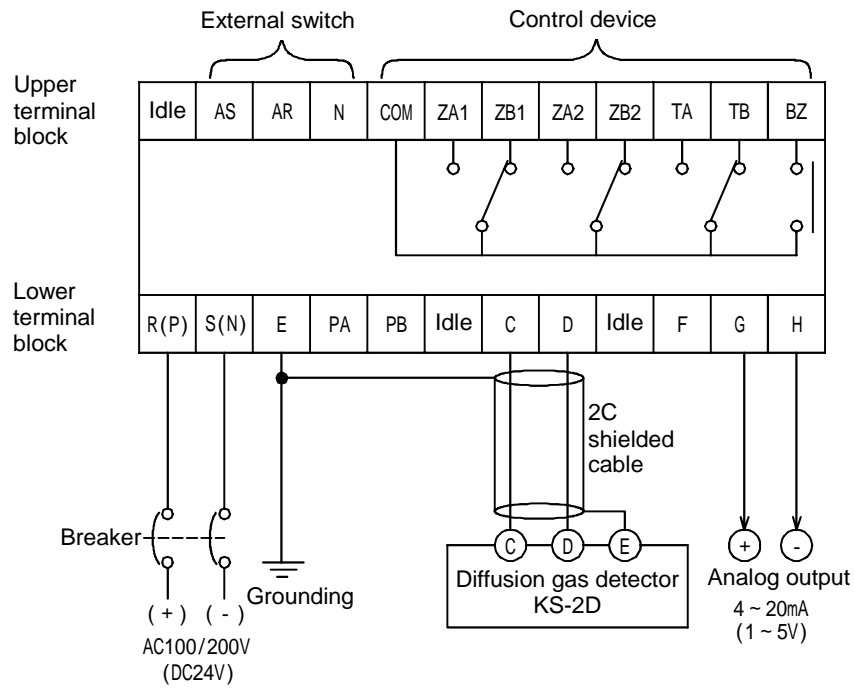 External switch
Control device
Upper
terminal
block
Idle AS AR N COM ZA1 ZB1 ZA2 ZB2 TA TB BZ
Lower
terminal
block
R(P) S(N) E PA PB Idle C D Idle F G H
2C
shielded
cable
Breaker
C D E + -
Grounding
Diffusion gas detector
KS-2D
Analog output
4 ~ 20mA
(1 ~ 5V)
(+) (-)
AC100/200V
(DC24V)